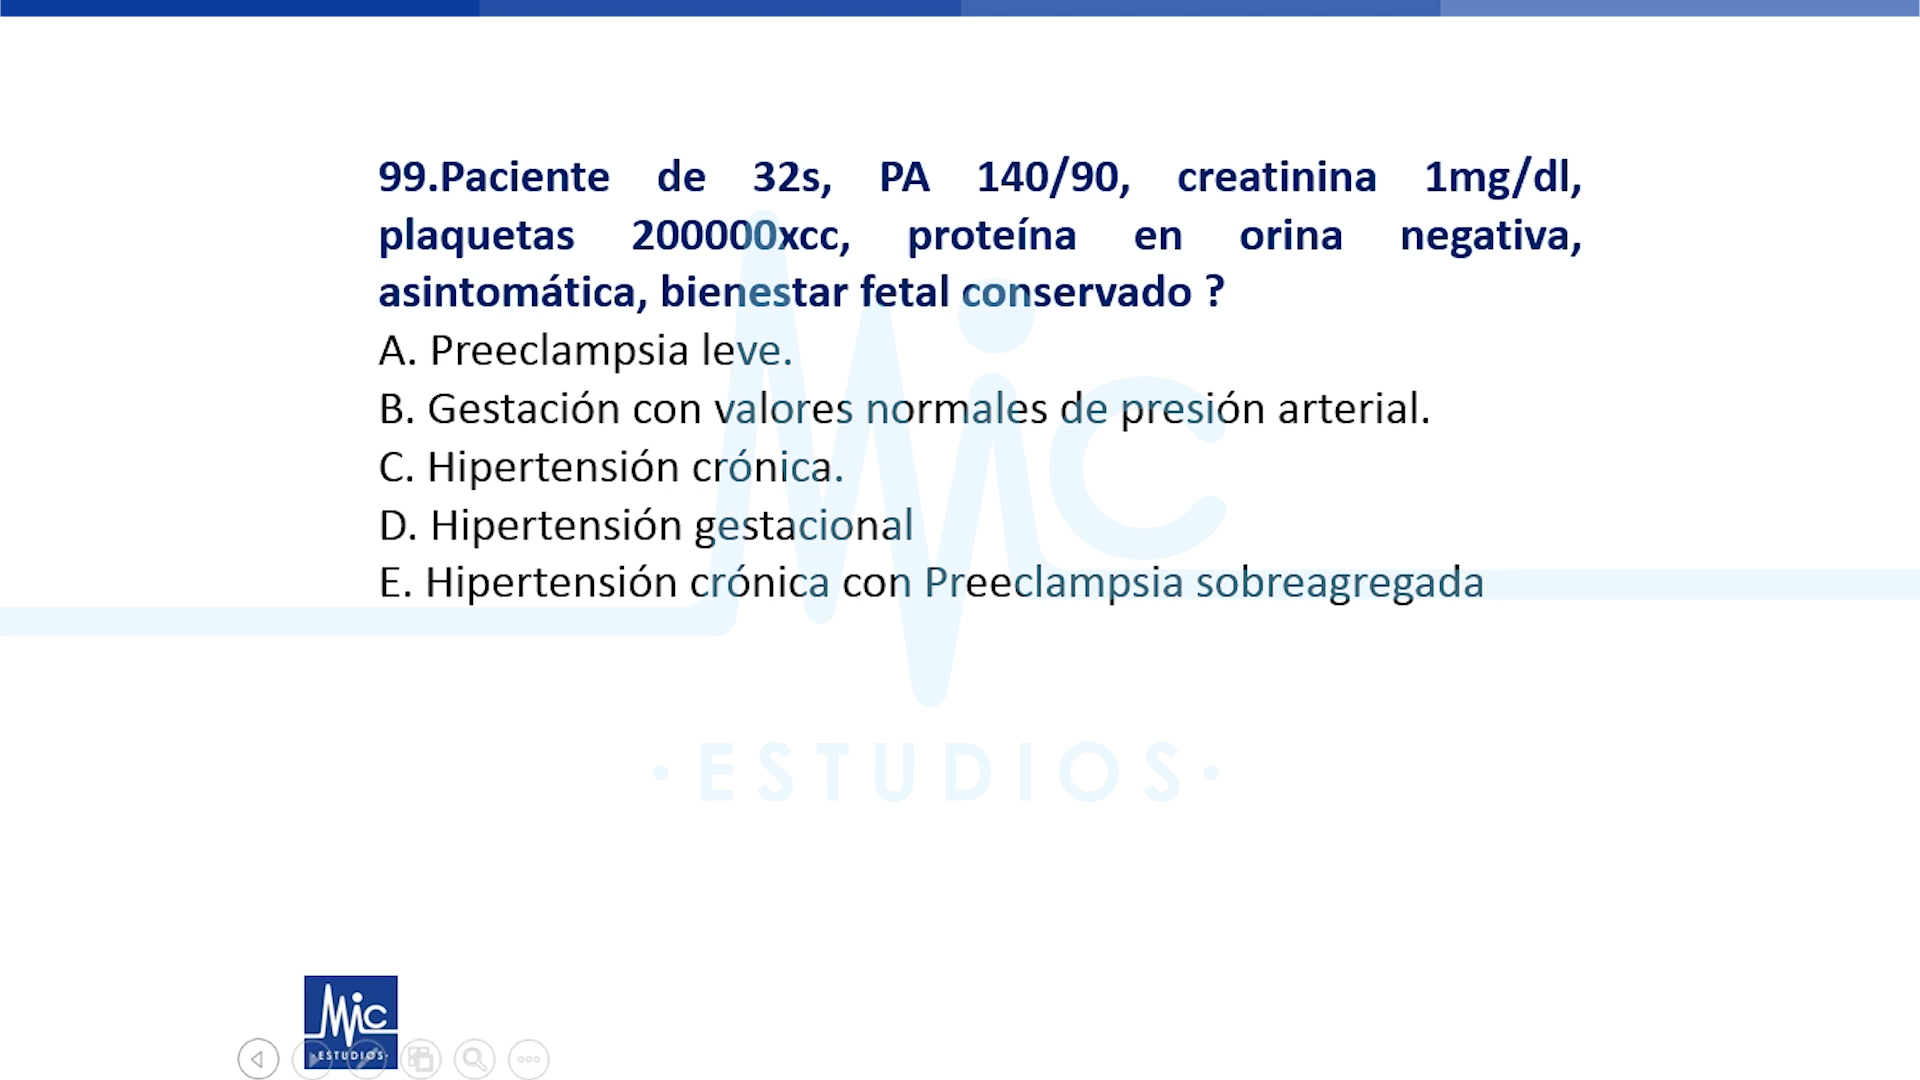 99.Paciente de 32s, PA 140/90, creatinina 1mg/dl,
plaquetas 200000xcc, proteína en orina negativa,
asintomática, bienestar fetal conservado ?
A. Preeclampsia leve.
B. Gestación con valores normales de presión arterial.
C. Hipertensión crónica.
D. Hipertensión gestacional
E. Hipertensión crónica con Preeclampsia sobreagregada
Mic
·ESTUDIOS·
Mic
·ESTUDIOS·